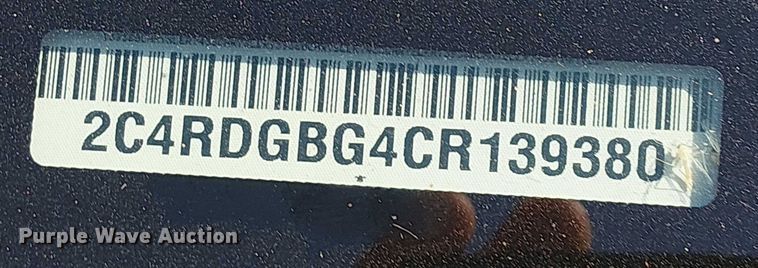 2C4RDGBG4CR139380
Purple Wave Auction